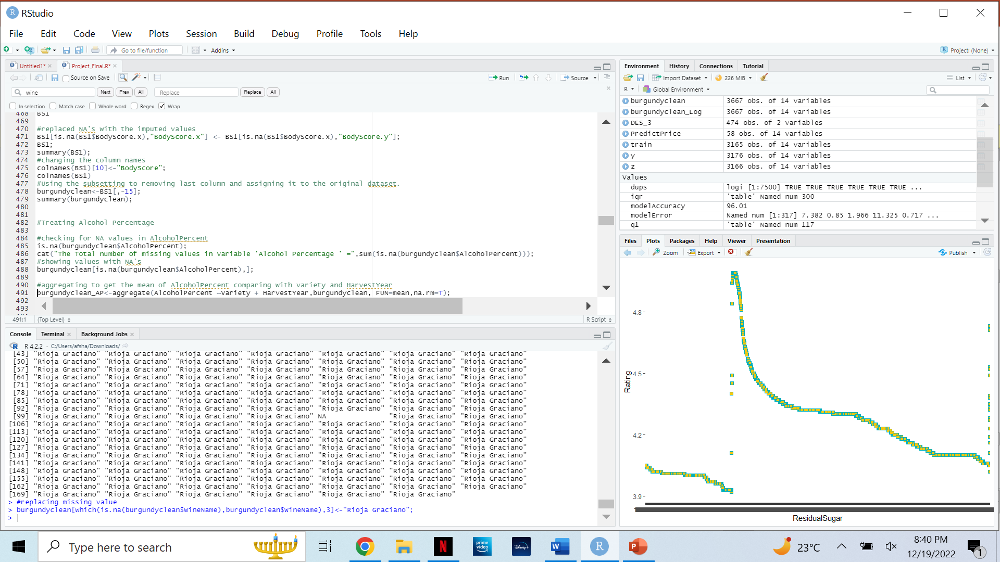 RStudio
File Edit Code View Plots Session Build Debug Profile Tools Help
Go to file/function Addins Project: (None)
Untitled1* Project_Final.R*
Source on Save Run Source
wine Next Prev All Replace Replace All
In selection Match case Whole word Regex Wrap
468 BS1
469
470 #replaced NA's with the imputed values
471 BS1[is.na(BS1$BodyScore.x),"BodyScore.x"] <- BS1[is.na(BS1$BodyScore.x),"BodyScore.y"];
472 BS1;
473 summary(BS1);
474 #changing the column names
475 colnames(BS1)[10]<-"BodyScore";
476 colnames(BS1)
477 #Using the subsetting to removing last column and assigning it to the original dataset.
478 burgundyclean<-BS1[,-15];
479 summary(burgundyclean);
480
481
482 #Treating Alcohol Percentage
483
484 #checking for NA values in AlcoholPercent
485 is.na(burgundyclean$AlcoholPercent);
486 cat("The Total number of missing values in variable 'Alcohol Percentage ' =",sum(is.na(burgundyclean$AlcoholPercent)));
487 #showing values with NA's
488 burgundyclean[is.na(burgundyclean$AlcoholPercent),];
489
490 #aggregating to get the mean of AlcoholPercent comparing with variety and HarvestYear
491 burgundyclean_AP<-aggregate(AlcoholPercent ~Variety + HarvestYear,burgundyclean, FUN=mean,na.rm=T);
492
493
491:1 (Top Level) R Script
Console Terminal Background Jobs
R 4.2.2 · C:/Users/afsha/Downloads/
[43] "Rioja Graciano" "Rioja Graciano" "Rioja Graciano" "Rioja Graciano" "Rioja Graciano" "Rioja Graciano" "Rioja Graciano"
[50] "Rioja Graciano" "Rioja Graciano" "Rioja Graciano" "Rioja Graciano" "Rioja Graciano" "Rioja Graciano" "Rioja Graciano"
[57] "Rioja Graciano" "Rioja Graciano" "Rioja Graciano" "Rioja Graciano" "Rioja Graciano" "Rioja Graciano" "Rioja Graciano"
[64] "Rioja Graciano" "Rioja Graciano" "Rioja Graciano" "Rioja Graciano" "Rioja Graciano" "Rioja Graciano" "Rioja Graciano"
[71] "Rioja Graciano" "Rioja Graciano" "Rioja Graciano" "Rioja Graciano" "Rioja Graciano" "Rioja Graciano" "Rioja Graciano"
[78] "Rioja Graciano" "Rioja Graciano" "Rioja Graciano" "Rioja Graciano" "Rioja Graciano" "Rioja Graciano" "Rioja Graciano"
[85] "Rioja Graciano" "Rioja Graciano" "Rioja Graciano" "Rioja Graciano" "Rioja Graciano" "Rioja Graciano" "Rioja Graciano"
[92] "Rioja Graciano" "Rioja Graciano" "Rioja Graciano" "Rioja Graciano" "Rioja Graciano" "Rioja Graciano" "Rioja Graciano"
[99] "Rioja Graciano" "Rioja Graciano" "Rioja Graciano" "Rioja Graciano" NA "Rioja Graciano" "Rioja Graciano"
[106] "Rioja Graciano" "Rioja Graciano" "Rioja Graciano" "Rioja Graciano" "Rioja Graciano" "Rioja Graciano" "Rioja Graciano"
[113] "Rioja Graciano" "Rioja Graciano" "Rioja Graciano" "Rioja Graciano" "Rioja Graciano" "Rioja Graciano" "Rioja Graciano"
[120] "Rioja Graciano" "Rioja Graciano" "Rioja Graciano" "Rioja Graciano" "Rioja Graciano" "Rioja Graciano" "Rioja Graciano"
[127] "Rioja Graciano" "Rioja Graciano" "Rioja Graciano" "Rioja Graciano" "Rioja Graciano" "Rioja Graciano" "Rioja Graciano"
[134] "Rioja Graciano" "Rioja Graciano" "Rioja Graciano" "Rioja Graciano" "Rioja Graciano" "Rioja Graciano" "Rioja Graciano"
[141] "Rioja Graciano" "Rioja Graciano" "Rioja Graciano" "Rioja Graciano" "Rioja Graciano" "Rioja Graciano" "Rioja Graciano"
[148] "Rioja Graciano" "Rioja Graciano" "Rioja Graciano" "Rioja Graciano" "Rioja Graciano" "Rioja Graciano" "Rioja Graciano"
[155] "Rioja Graciano" "Rioja Graciano" "Rioja Graciano" "Rioja Graciano" "Rioja Graciano" "Rioja Graciano" "Rioja Graciano"
[162] "Rioja Graciano" "Rioja Graciano" "Rioja Graciano" "Rioja Graciano" "Rioja Graciano" "Rioja Graciano" "Rioja Graciano"
[169] "Rioja Graciano" "Rioja Graciano" "Rioja Graciano" "Rioja Graciano" "Rioja Graciano" "Rioja Graciano"
> #replacing missing value
> burgundyclean[which(is.na(burgundyclean$WineName),burgundyclean$WineName),3]<-"Rioja Graciano";
>
Environment History Connections Tutorial
Import Dataset 226 MiB List
R Global Environment
burgundyclean 3667 obs. of 14 variables
burgundyclean_Log 3667 obs. of 14 variables
DES_3 474 obs. of 2 variables
PredictPrice 58 obs. of 14 variables
train 3165 obs. of 14 variables
y 3176 obs. of 14 variables
z 3166 obs. of 14 variables
Values
dups logi [1:7500] TRUE TRUE TRUE TRUE TRUE TRUE ...
iqr 'table' Named num 300
modelAccuracy 96.01
modelError Named num [1:317] 7.382 0.85 1.966 11.325 0.717 ...
q1 'table' Named num 117
Files Plots Packages Help Viewer Presentation
Zoom Export Publish
4.8
4.5
Rating
4.2
3.9
ResidualSugar
Type here to search
N
prime video
Disney+
W
R
P
23°C
8:40 PM
12/19/2022
1